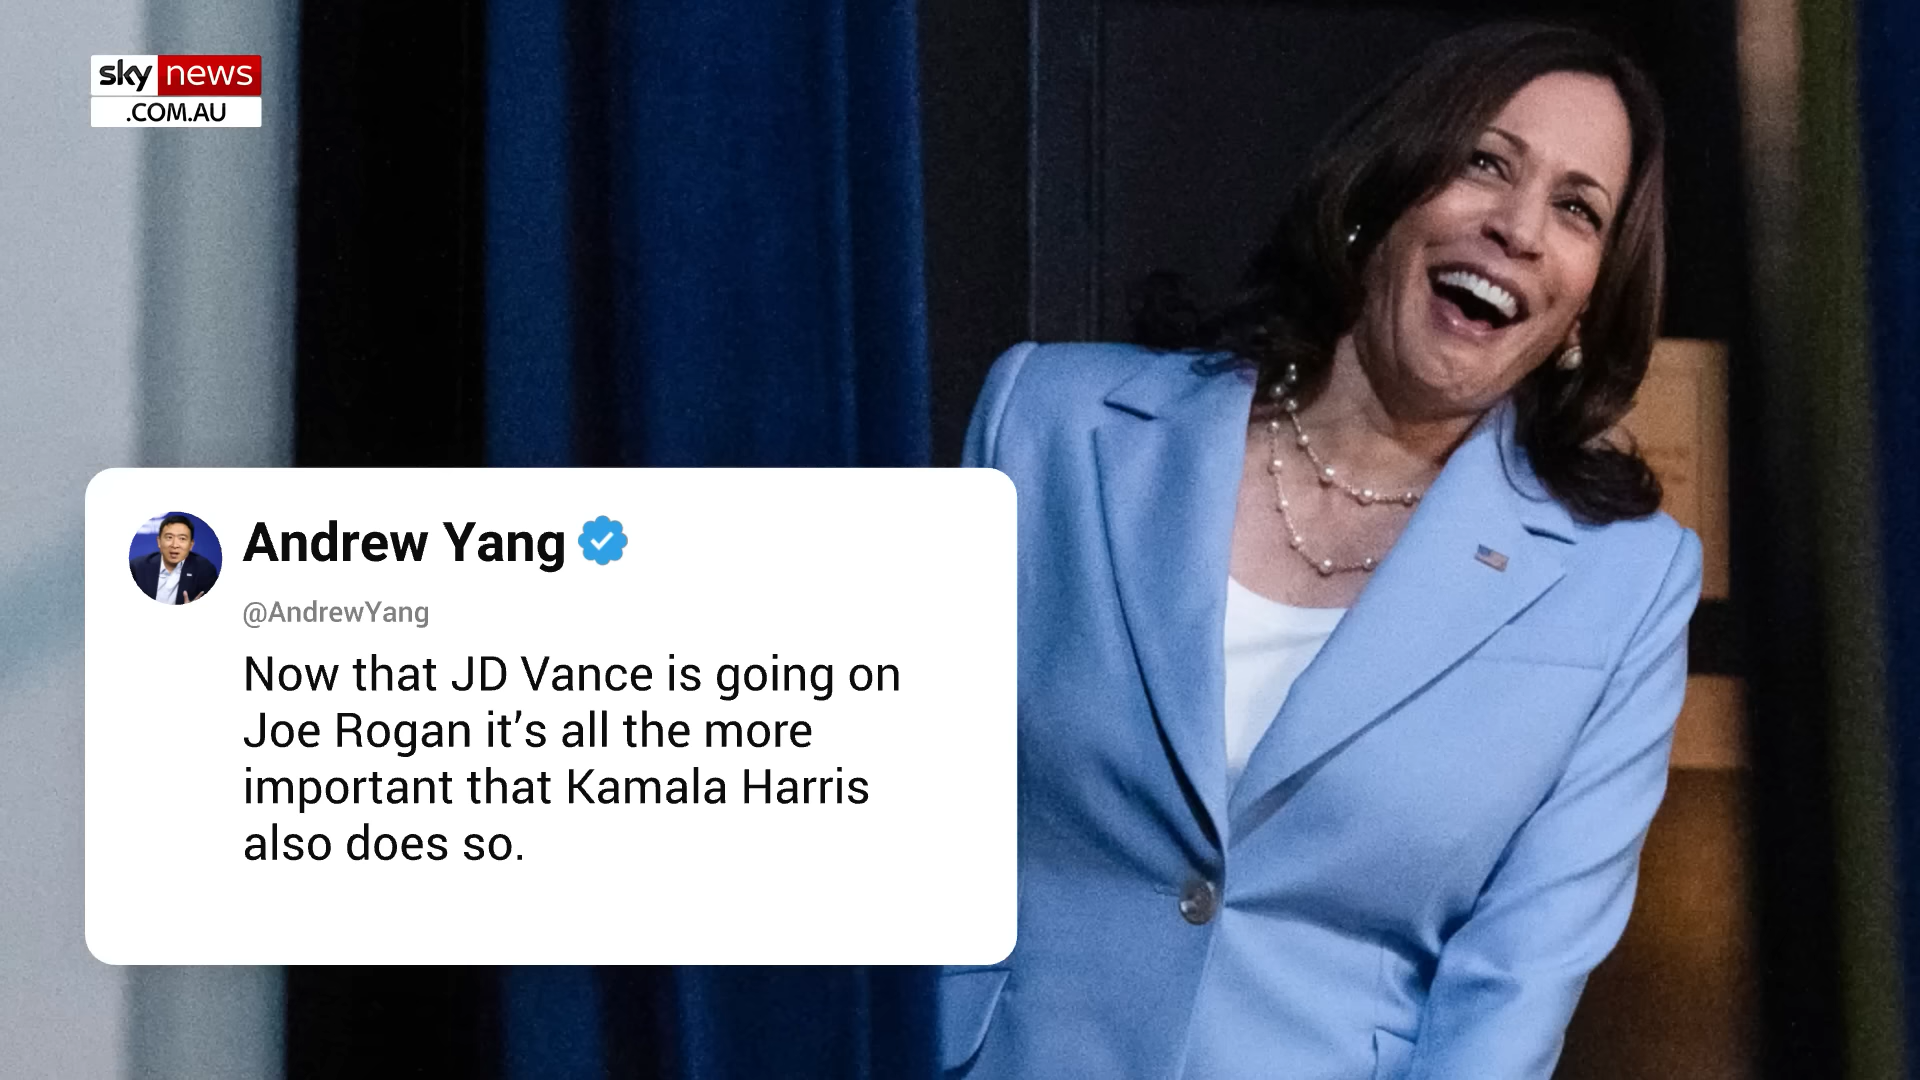 sky news
.COM.AU
Andrew Yang
@AndrewYang
Now that JD Vance is going on
Joe Rogan it’s all the more
important that Kamala Harris
also does so.